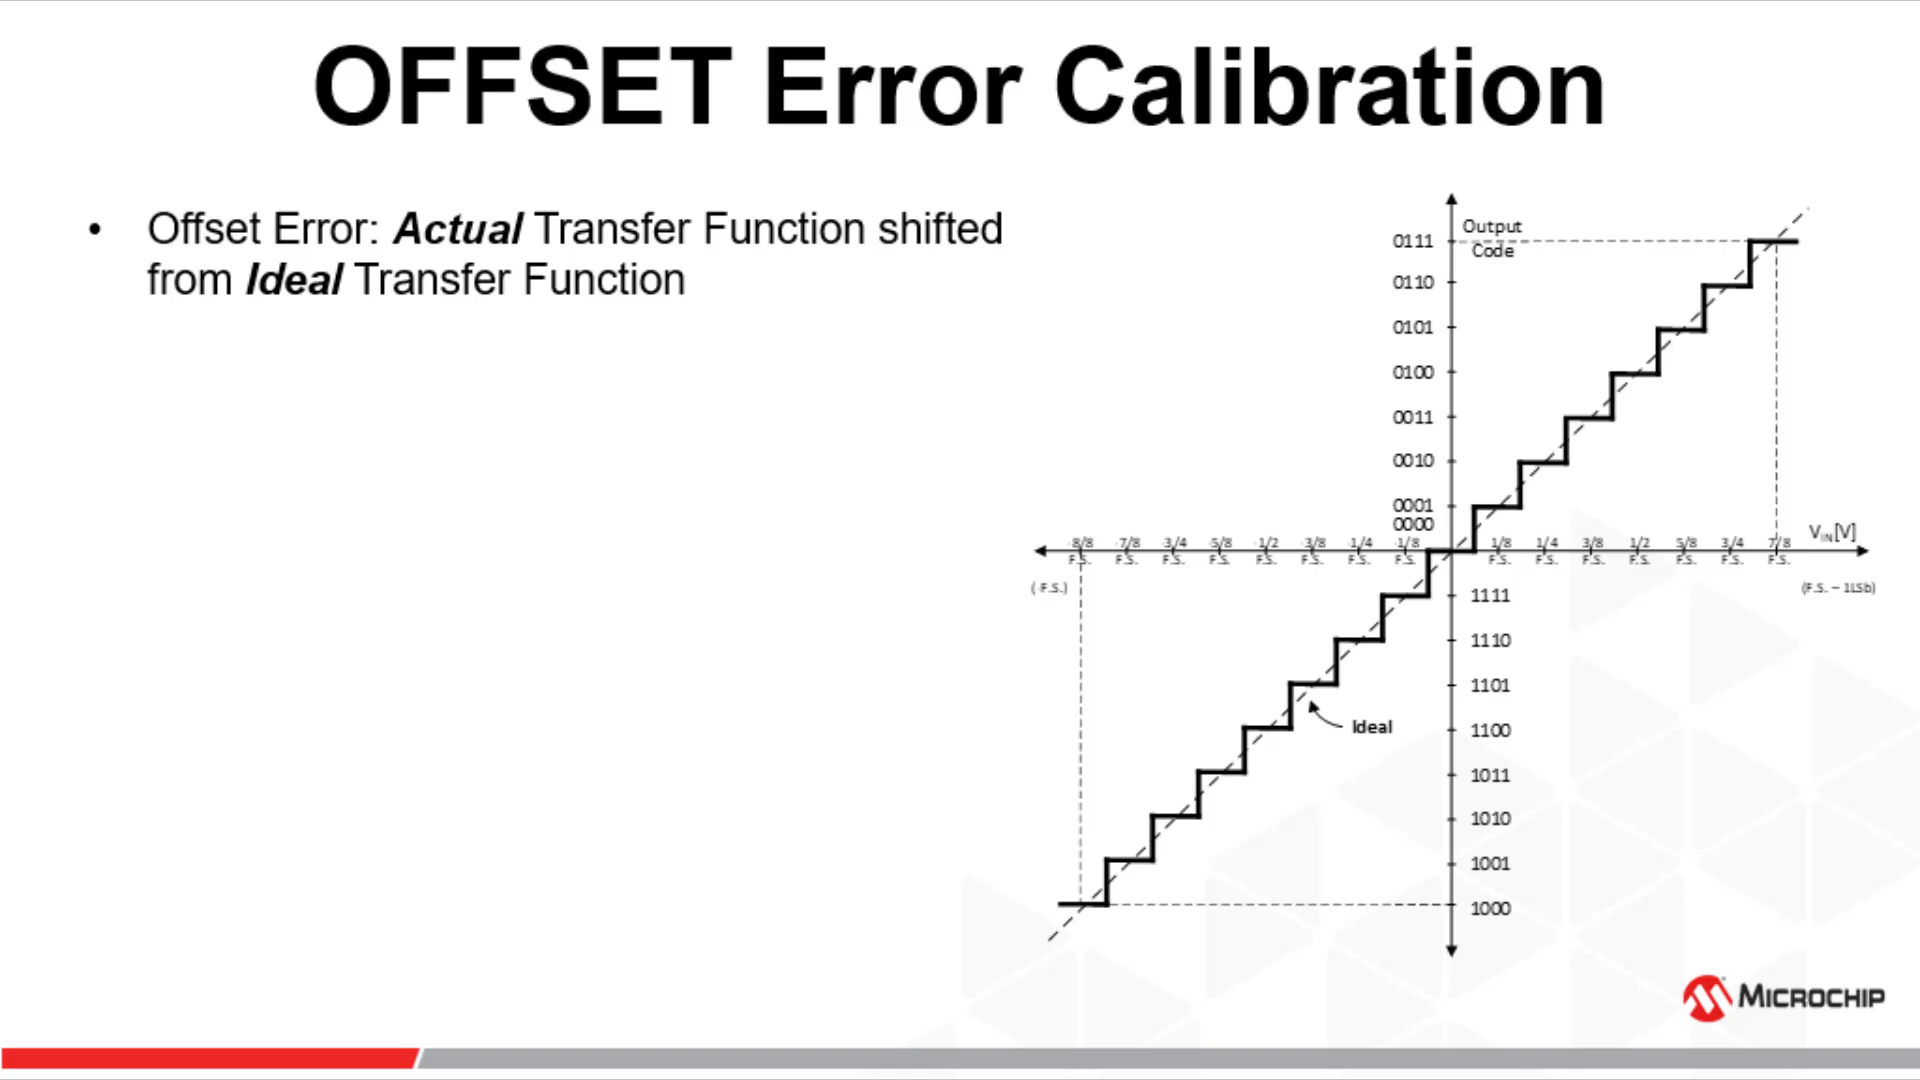 OFFSET Error Calibration
• Offset Error: Actual Transfer Function shifted
from Ideal Transfer Function
Output
Code
0111
0110
0101
0100
0011
0010
0001
0000
-8/8 -7/8 -3/4 -5/8 -1/2 -3/8 -1/4 -1/8 1/8 1/4 3/8 1/2 5/8 3/4 7/8
F.S. F.S. F.S. F.S. F.S. F.S. F.S. F.S. F.S. F.S. F.S. F.S. F.S. F.S. F.S.
VIN[V]
(-F.S.)
(F.S. – 1LSb)
1111
1110
1101
Ideal
1100
1011
1010
1001
1000
MICROCHIP